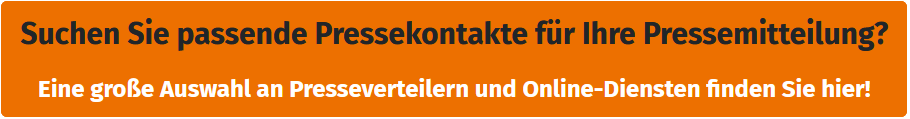 Suchen Sie passende Pressekontakte für Ihre Pressemitteilung?
Eine große Auswahl an Presseverteilern und Online-Diensten finden Sie hier!